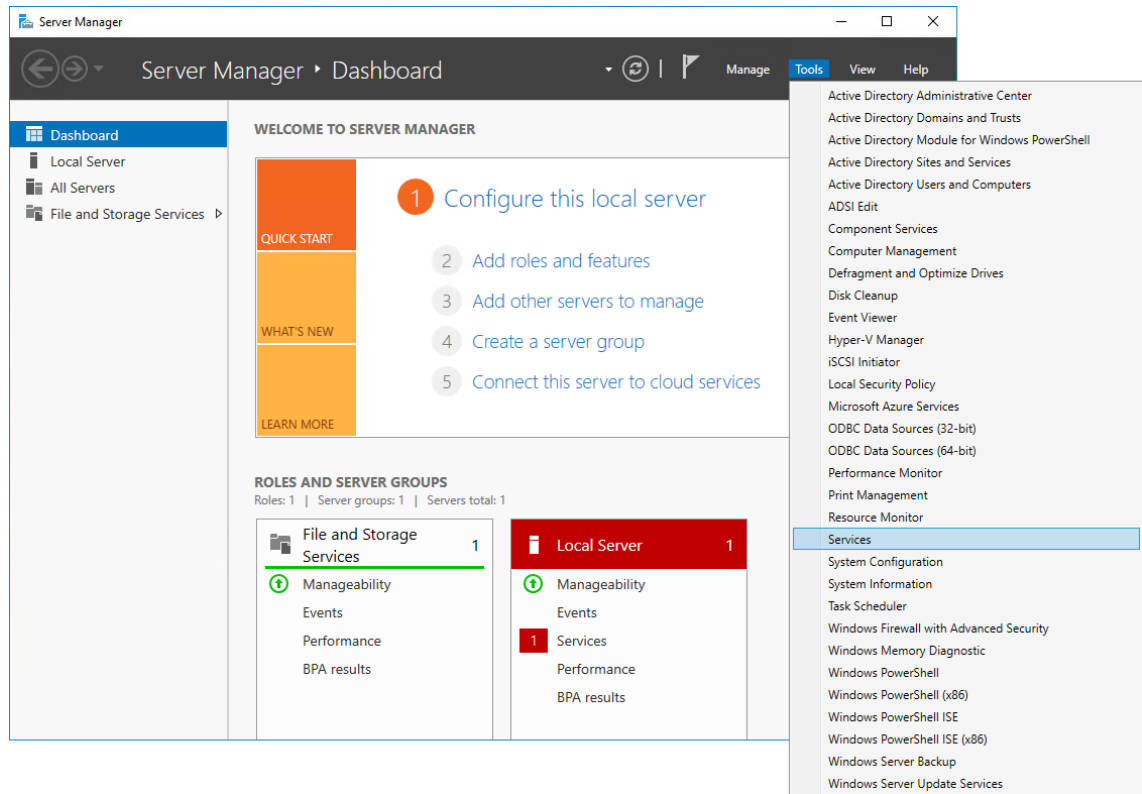 Server Manager
Server Manager • Dashboard
Manage Tools View Help
Dashboard
Local Server
All Servers
File and Storage Services
WELCOME TO SERVER MANAGER
QUICK START
WHAT'S NEW
LEARN MORE
1 Configure this local server
2 Add roles and features
3 Add other servers to manage
4 Create a server group
5 Connect this server to cloud services
ROLES AND SERVER GROUPS
Roles: 1 | Server groups: 1 | Servers total: 1
File and Storage
Services 1
Manageability
Events
Performance
BPA results
Local Server 1
Manageability
Events
1 Services
Performance
BPA results
Active Directory Administrative Center
Active Directory Domains and Trusts
Active Directory Module for Windows PowerShell
Active Directory Sites and Services
Active Directory Users and Computers
ADSI Edit
Component Services
Computer Management
Defragment and Optimize Drives
Disk Cleanup
Event Viewer
Hyper-V Manager
iSCSI Initiator
Local Security Policy
Microsoft Azure Services
ODBC Data Sources (32-bit)
ODBC Data Sources (64-bit)
Performance Monitor
Print Management
Resource Monitor
Services
System Configuration
System Information
Task Scheduler
Windows Firewall with Advanced Security
Windows Memory Diagnostic
Windows PowerShell
Windows PowerShell (x86)
Windows PowerShell ISE
Windows PowerShell ISE (x86)
Windows Server Backup
Windows Server Update Services